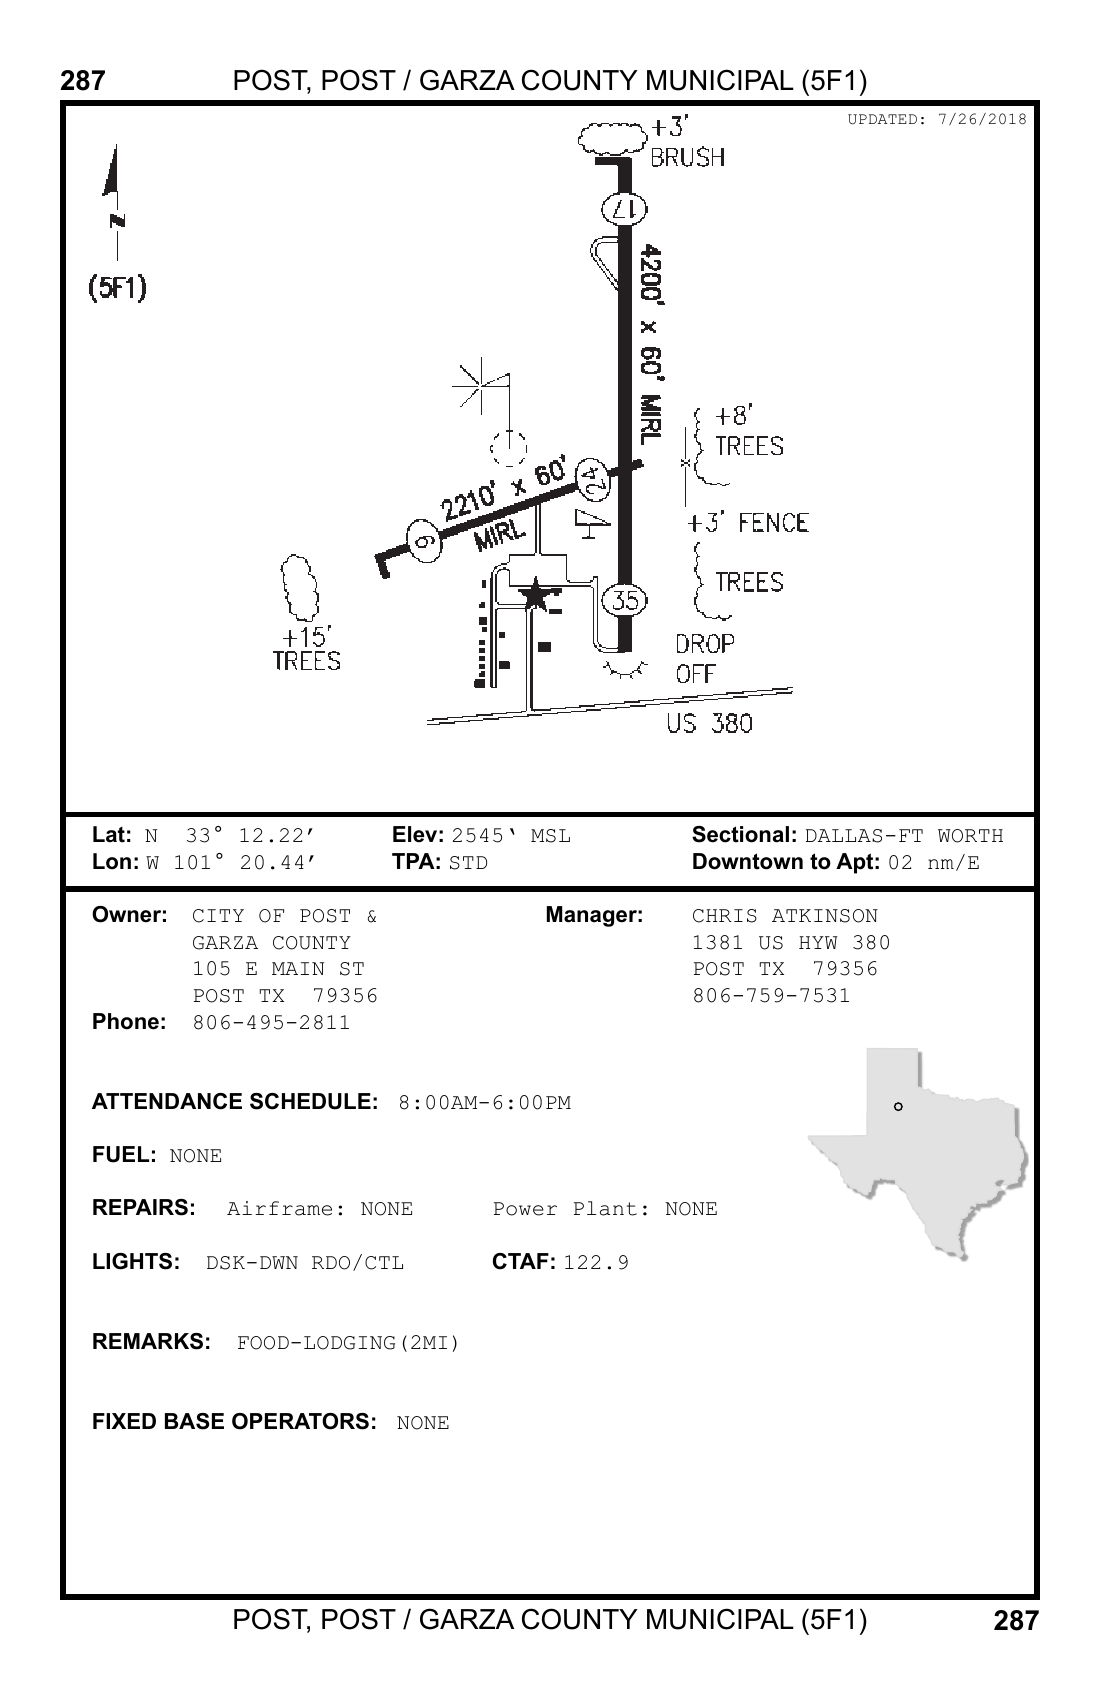 287 POST, POST / GARZA COUNTY MUNICIPAL (5F1)
UPDATED: 7/26/2018
+3'
BRUSH
N
(5F1)
17
4200' x 60' MIRL
+8'
TREES
24
2210' x 60'
MIRL
6
+3' FENCE
TREES
35
+15'
TREES
DROP
OFF
US 380
Lat: N 33° 12.22′ Elev: 2545‘ MSL Sectional: DALLAS-FT WORTH
Lon: W 101° 20.44′ TPA: STD Downtown to Apt: 02 nm/E
Owner: CITY OF POST & Manager: CHRIS ATKINSON
GARZA COUNTY 1381 US HYW 380
105 E MAIN ST POST TX 79356
POST TX 79356 806-759-7531
Phone: 806-495-2811
ATTENDANCE SCHEDULE: 8:00AM-6:00PM
FUEL: NONE
REPAIRS: Airframe: NONE Power Plant: NONE
LIGHTS: DSK-DWN RDO/CTL CTAF: 122.9
REMARKS: FOOD-LODGING(2MI)
FIXED BASE OPERATORS: NONE
POST, POST / GARZA COUNTY MUNICIPAL (5F1) 287